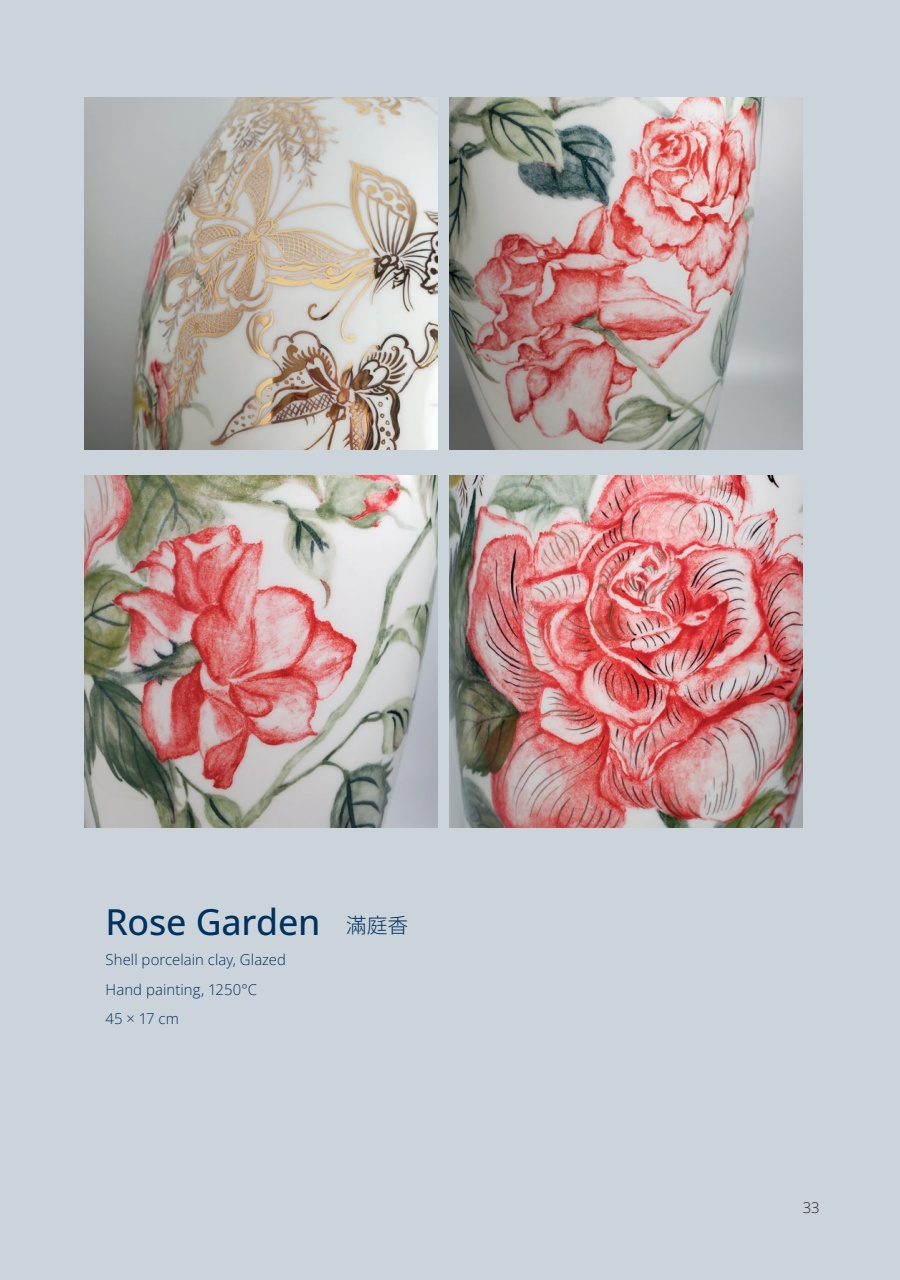 Rose Garden 滿庭香
Shell porcelain clay, Glazed
Hand painting, 1250°C
45 × 17 cm
33